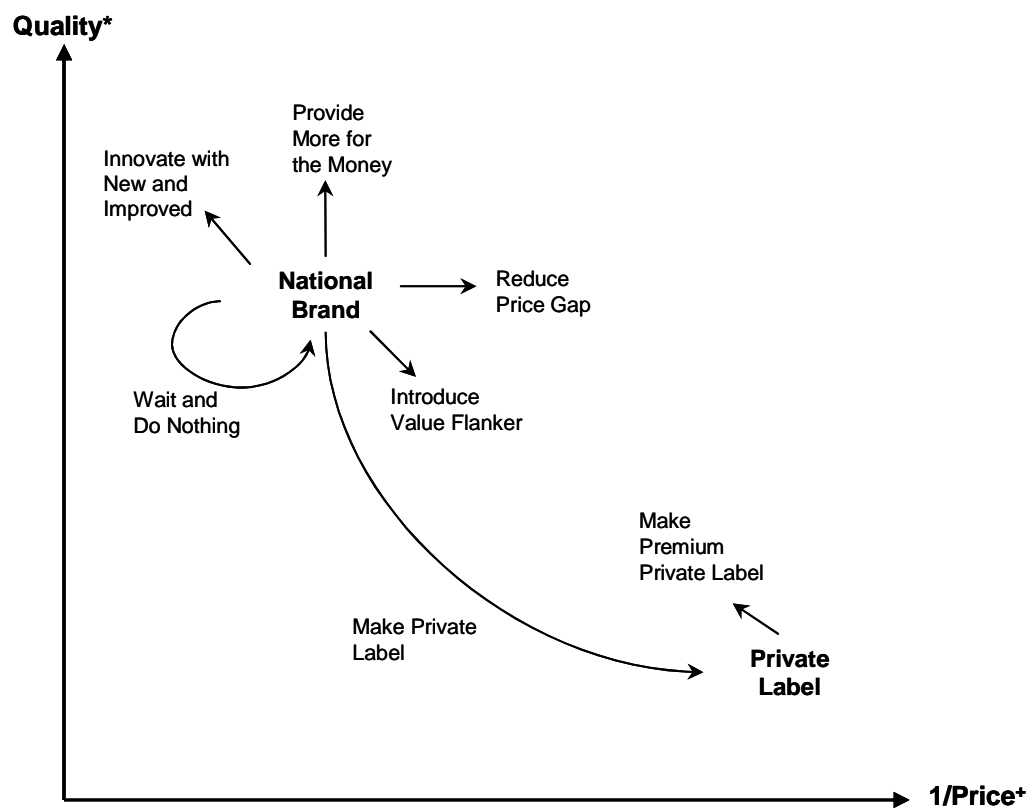 Quality*
Provide
More for
the Money
Innovate with
New and
Improved
National
Brand
Reduce
Price Gap
Introduce
Value Flanker
Wait and
Do Nothing
Make
Premium
Private Label
Make Private
Label
Private
Label
1/Price+